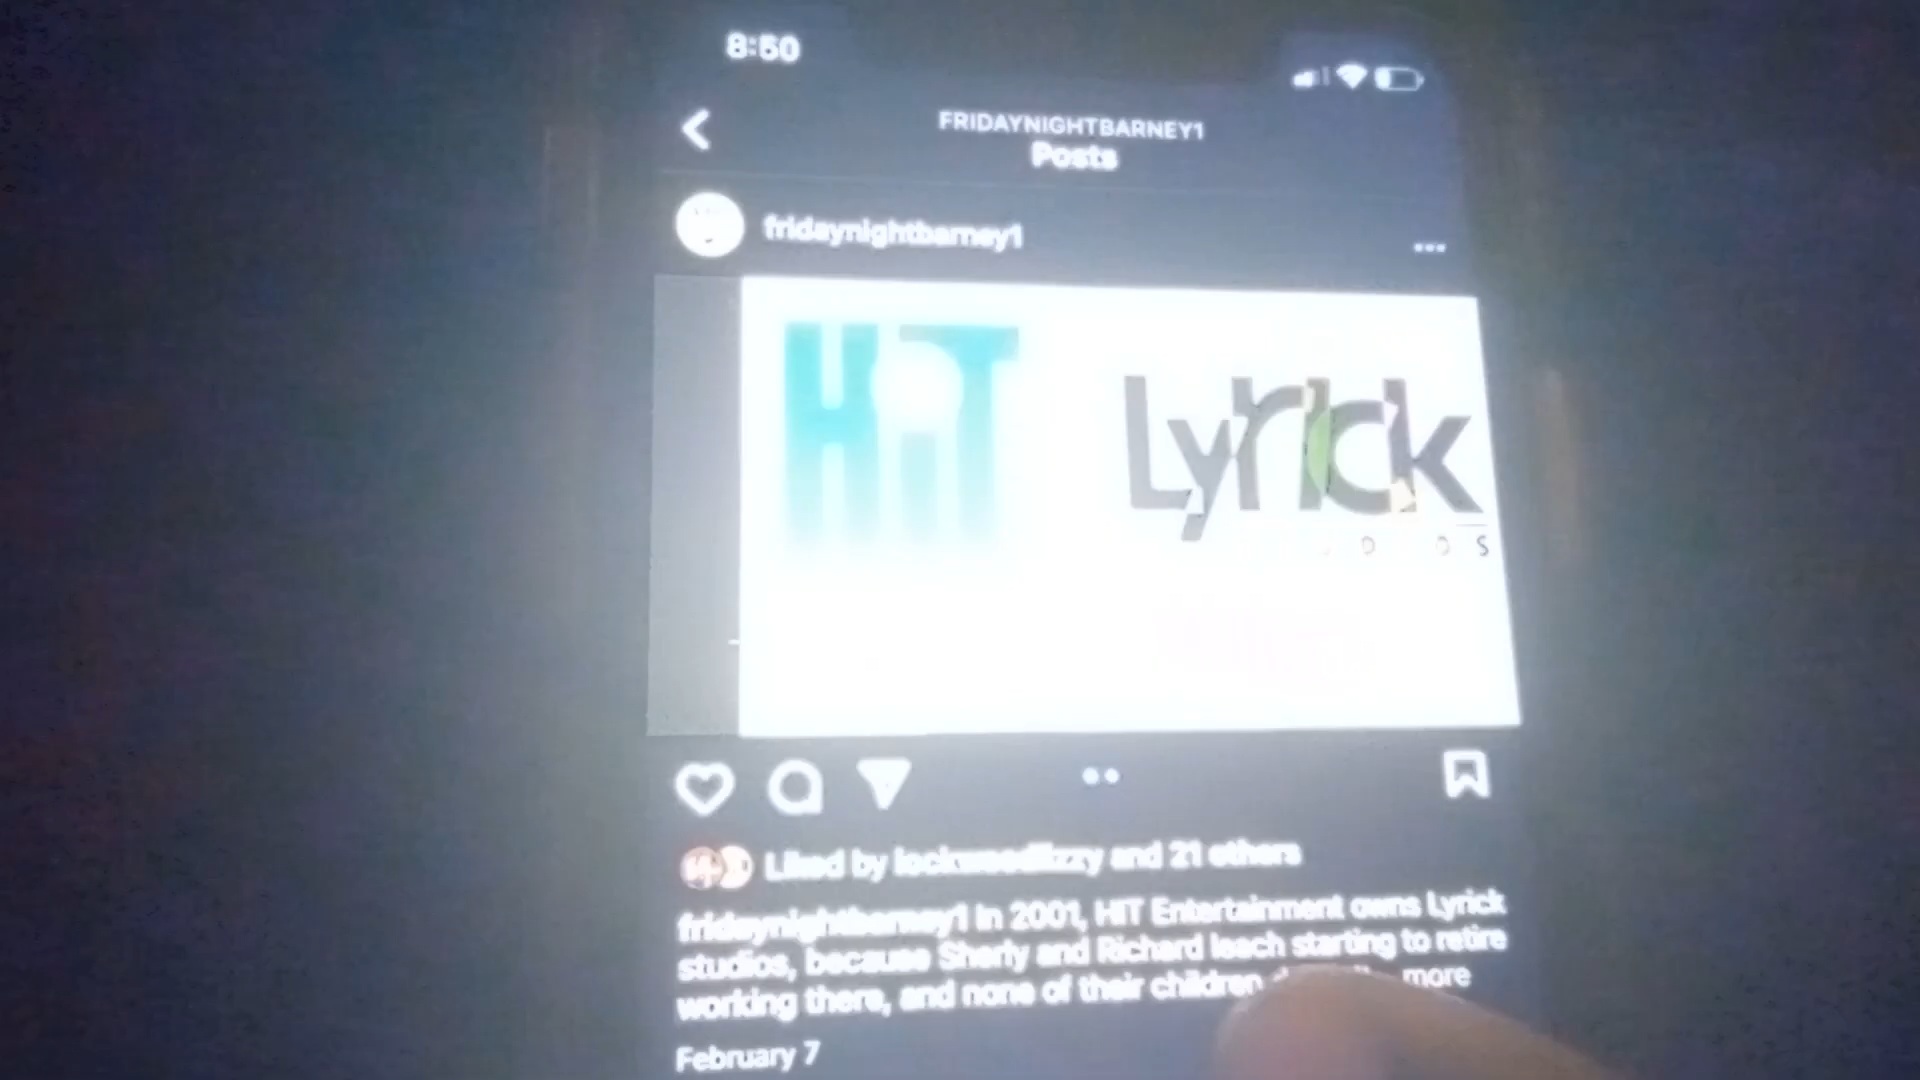 8:50
FRIDAYNIGHTBARNEY1
Posts
fridaynightbarney1
HiT
Lyrick
Liked by lockwoodlizzy and 21 others
fridaynightbarney1 In 2001, HIT Entertainment owns Lyrick
studios, because Sherly and Richard leach starting to retire
working there, and none of their children more
February 7